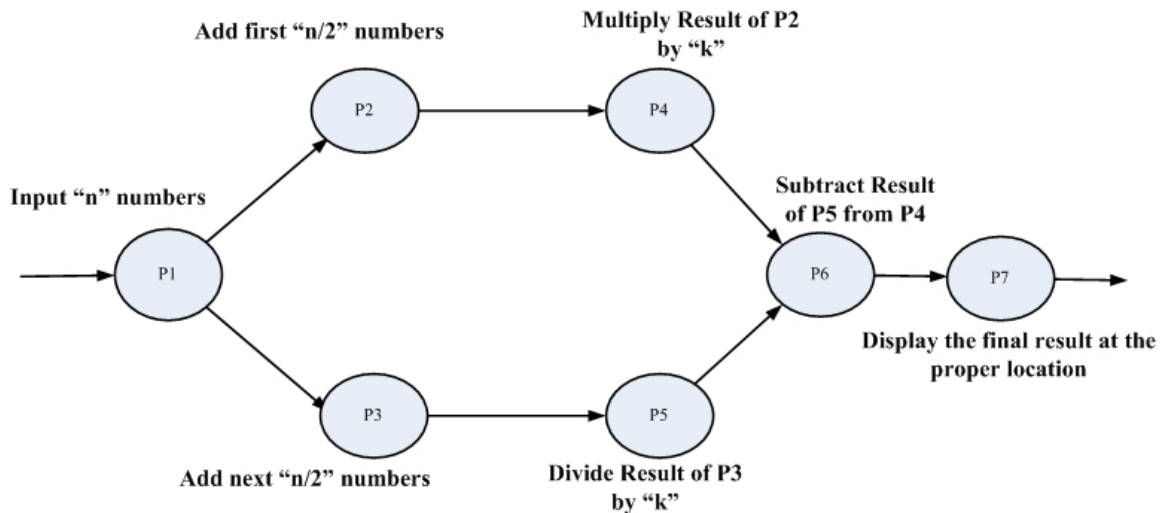 Add first “n/2” numbers
Multiply Result of P2
by “k”
P2
P4
Input “n” numbers
Subtract Result
of P5 from P4
P1
P6
P7
Display the final result at the
proper location
P3
P5
Add next “n/2” numbers
Divide Result of P3
by “k”